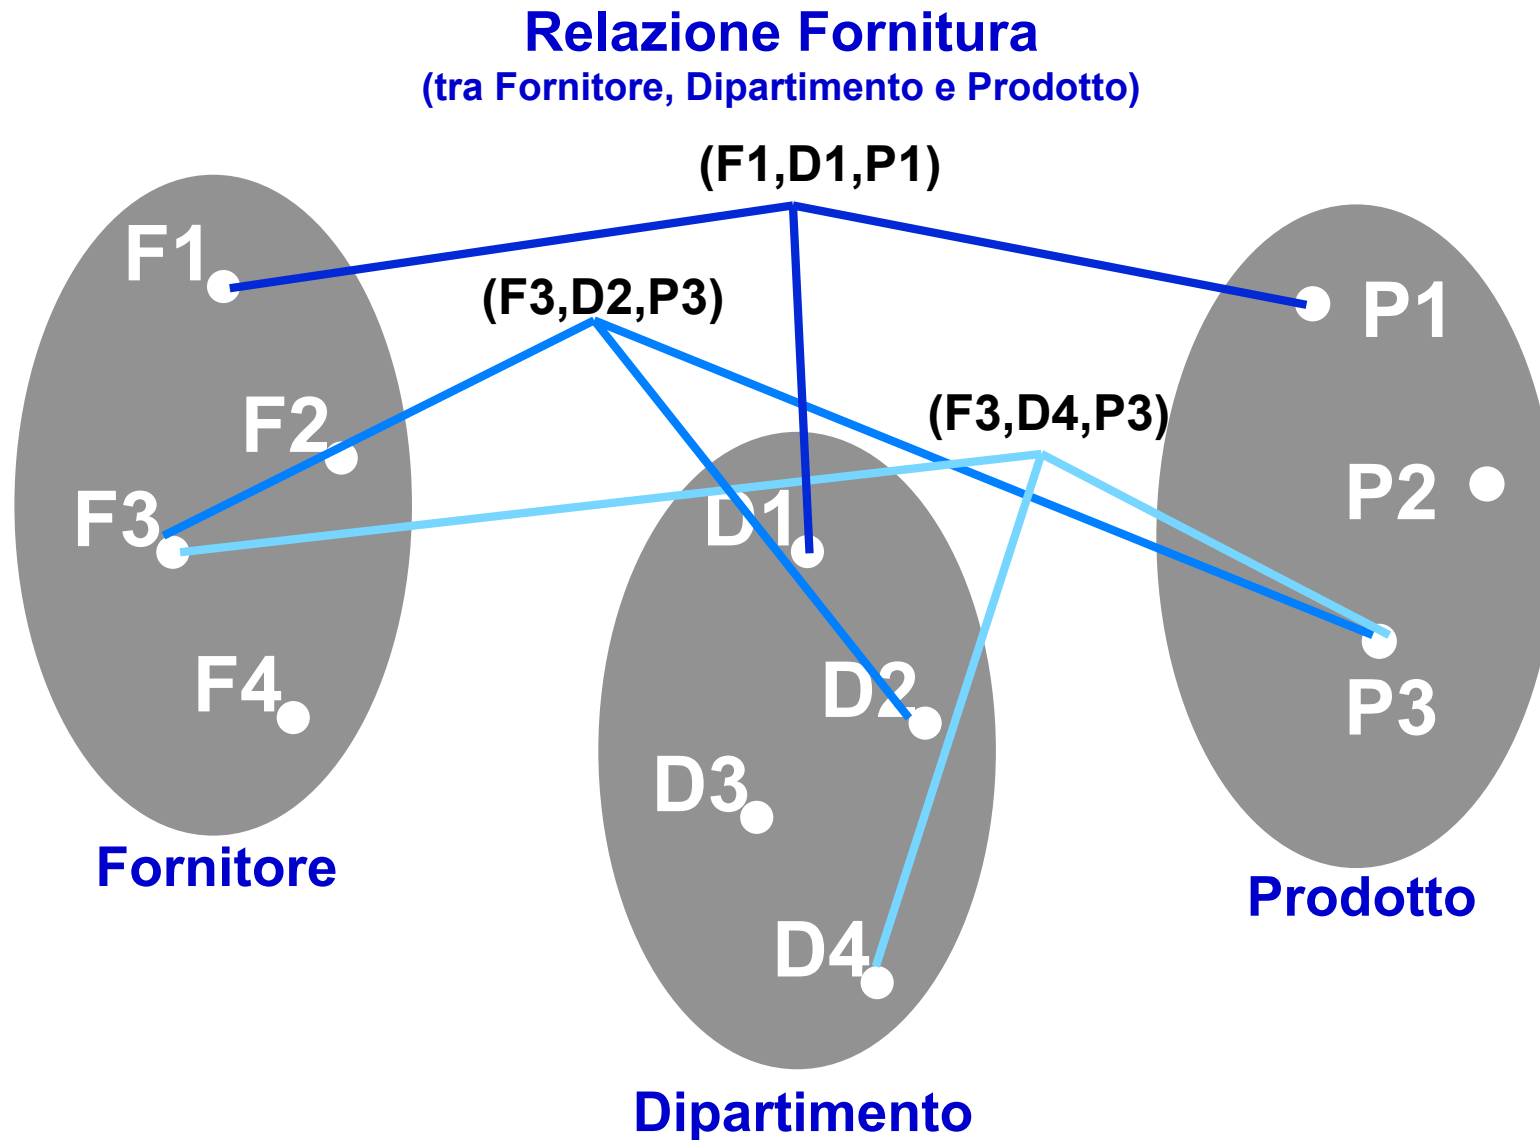 Relazione Fornitura
(tra Fornitore, Dipartimento e Prodotto)
(F1,D1,P1)
F1
(F3,D2,P3)
P1
F2
(F3,D4,P3)
F3
D1
P2
F4
D2
P3
D3
Fornitore
Prodotto
D4
Dipartimento